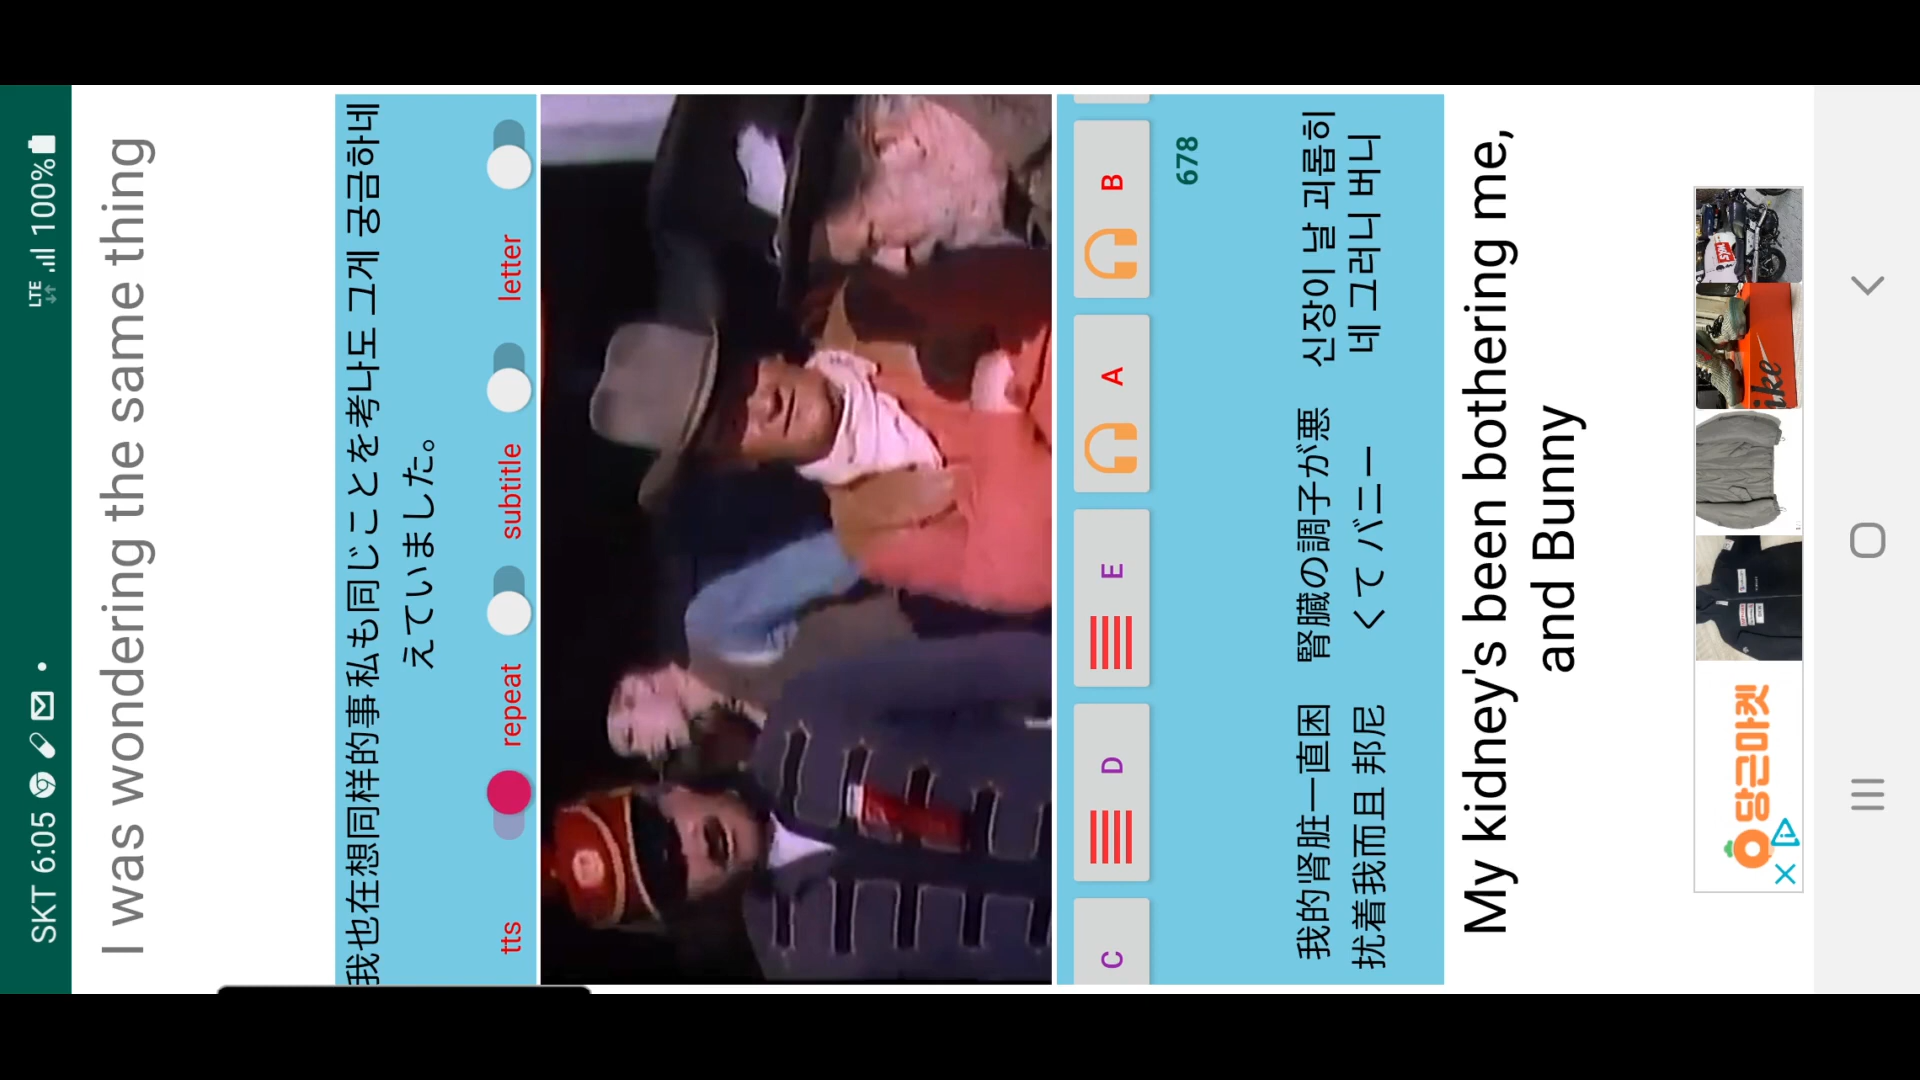 SKT 6:05
LTE 100%
I was wondering the same thing
我也在想同样的事 私も同じことを考 나도 그게 궁금하네
えていました。
tts repeat subtitle letter
C D E A B
678
我的肾脏一直困 腎臓の調子が悪 신장이 날 괴롭히
扰着我而且 邦尼 くて バニー 네 그러니 버니
My kidney's been bothering me,
and Bunny
당근마켓
ike